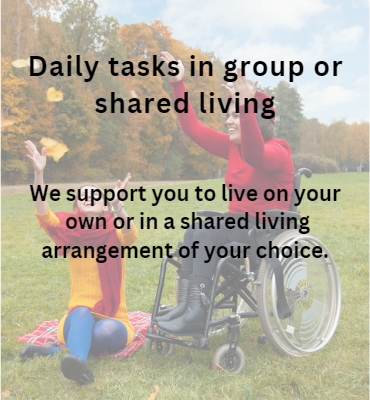 Daily tasks in group or
shared living
We support you to live on your
own or in a shared living
arrangement of your choice.